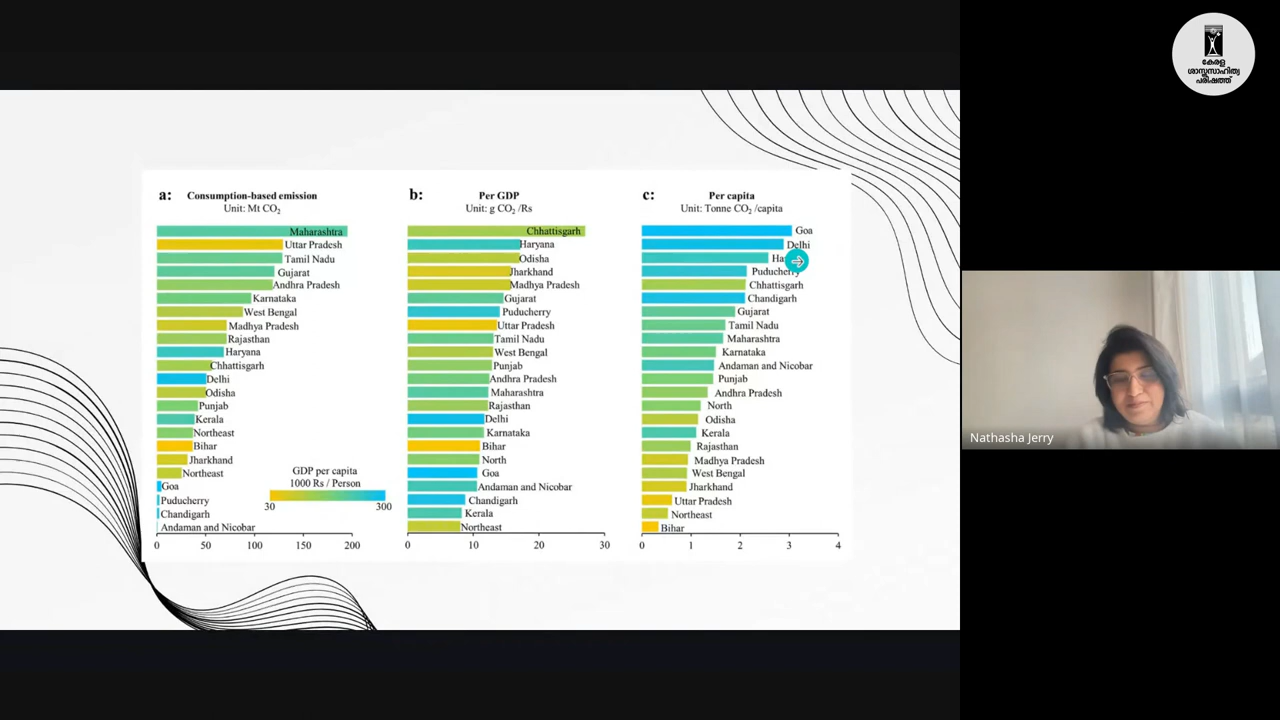 a: Consumption-based emission
Unit: Mt CO2
Maharashtra
Uttar Pradesh
Tamil Nadu
Gujarat
Andhra Pradesh
Karnataka
West Bengal
Madhya Pradesh
Rajasthan
Haryana
Chhattisgarh
Delhi
Odisha
Punjab
Kerala
Northeast
Bihar
Jharkhand
Northeast
Goa
Puducherry
Chandigarh
Andaman and Nicobar
0 50 100 150 200
GDP per capita
1000 Rs / Person
30 300
b: Per GDP
Unit: g CO2 /Rs
Chhattisgarh
Haryana
Odisha
Jharkhand
Madhya Pradesh
Gujarat
Puducherry
Uttar Pradesh
Tamil Nadu
West Bengal
Punjab
Andhra Pradesh
Maharashtra
Rajasthan
Delhi
Karnataka
Bihar
North
Goa
Andaman and Nicobar
Chandigarh
Kerala
Northeast
0 10 20 30
c: Per capita
Unit: Tonne CO2 /capita
Goa
Delhi
Puducherry
Chhattisgarh
Chandigarh
Gujarat
Tamil Nadu
Maharashtra
Karnataka
Andaman and Nicobar
Punjab
Andhra Pradesh
North
Odisha
Kerala
Rajasthan
Madhya Pradesh
West Bengal
Jharkhand
Uttar Pradesh
Northeast
Bihar
0 1 2 3 4
കേരള
ശാസ്ത്രസാഹിത്യ
പരിഷത്ത്
Nathasha Jerry